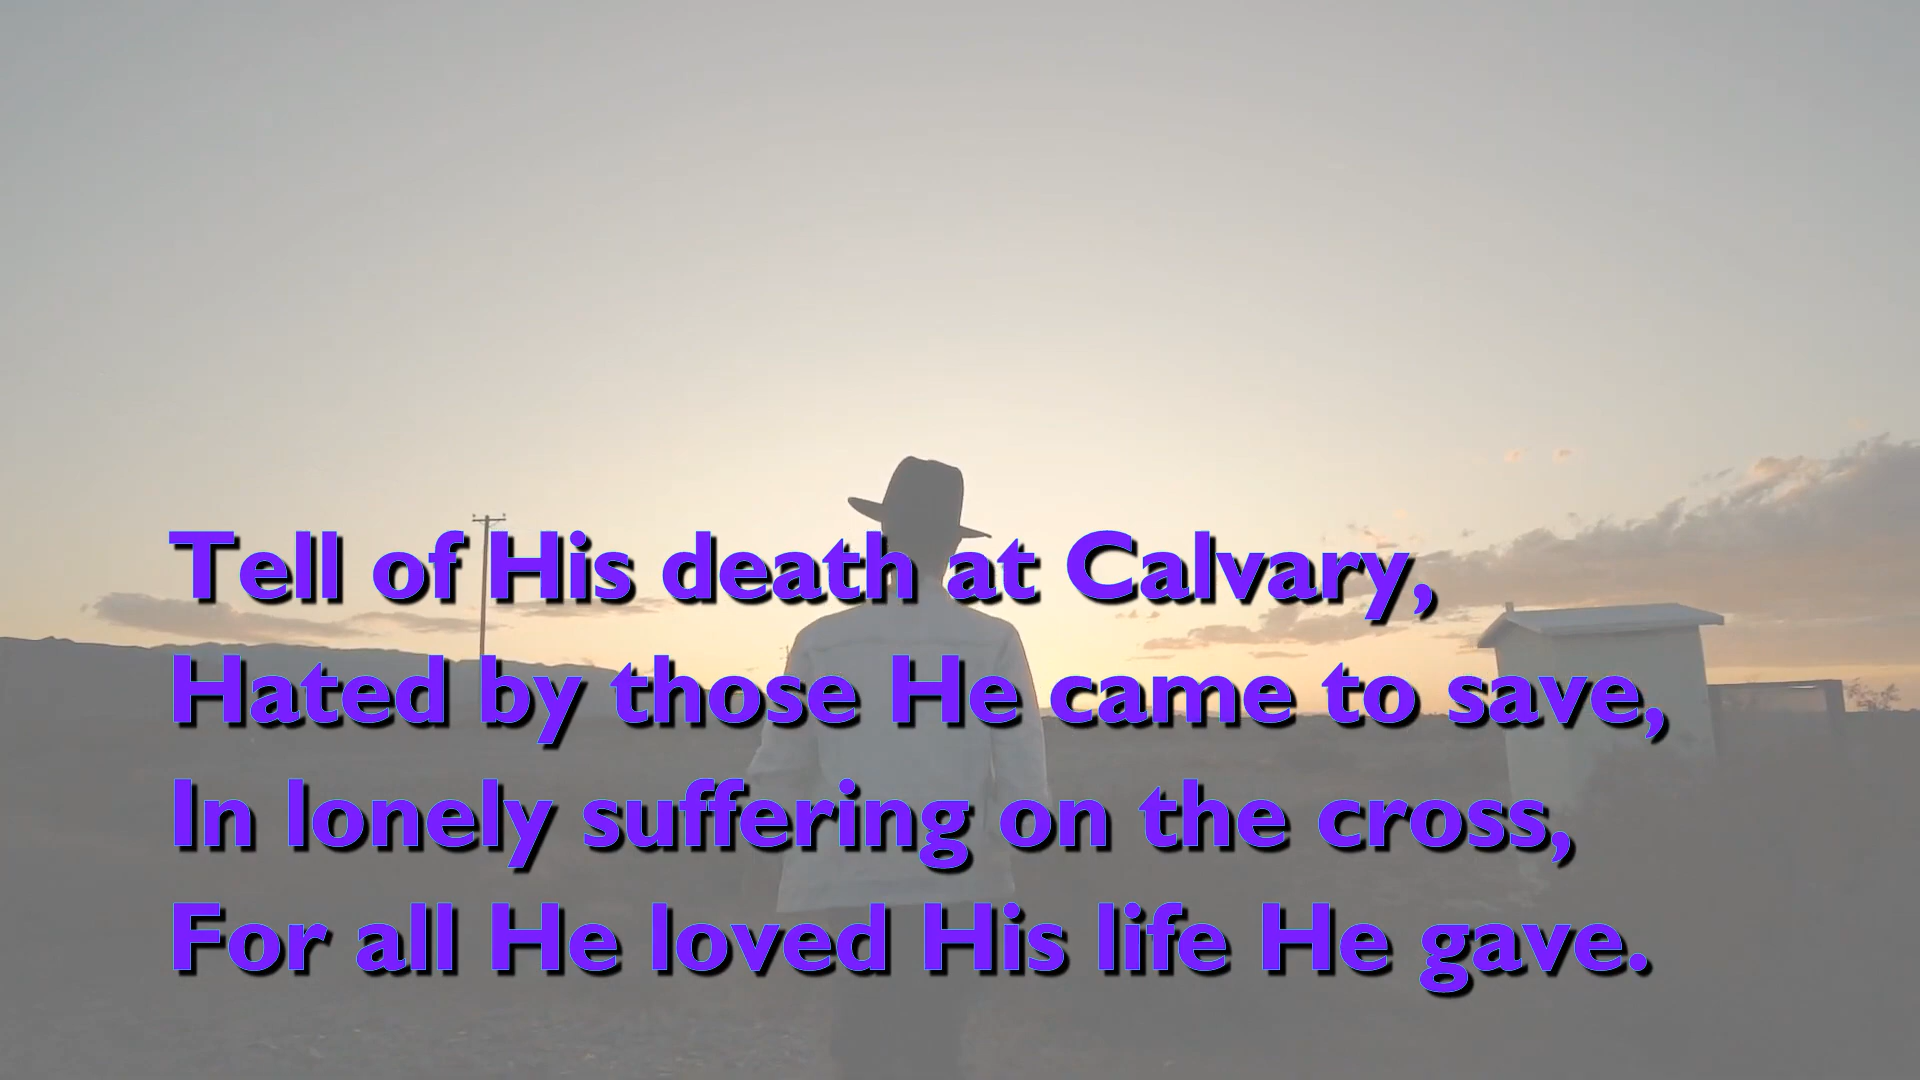 Tell of His death at Calvary,
Hated by those He came to save,
In lonely suffering on the cross,
For all He loved His life He gave.